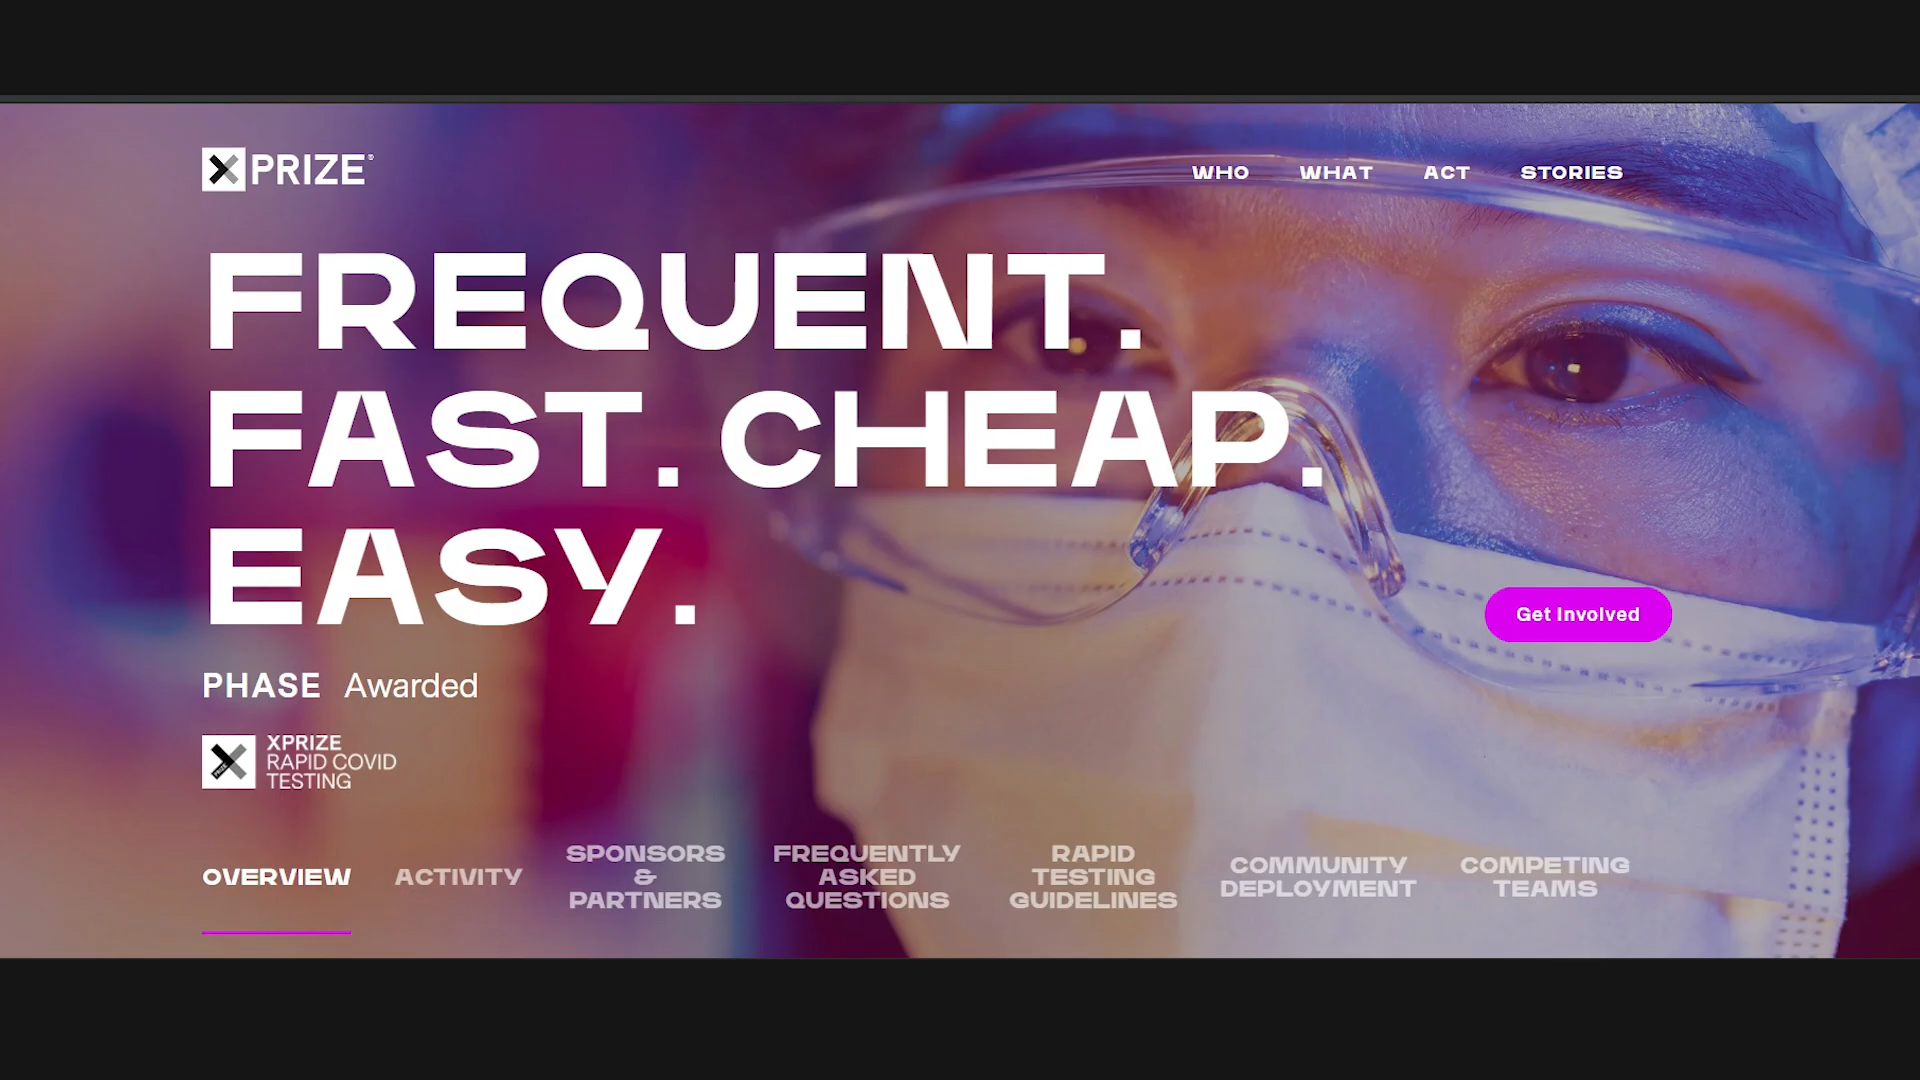 XPRIZE®
WHO WHAT ACT STORIES
FREQUENT.
FAST. CHEAP.
EASY.
Get Involved
PHASE Awarded
XPRIZE
RAPID COVID
TESTING
OVERVIEW
ACTIVITY
SPONSORS
&
PARTNERS
FREQUENTLY
ASKED
QUESTIONS
RAPID
TESTING
GUIDELINES
COMMUNITY
DEPLOYMENT
COMPETING
TEAMS